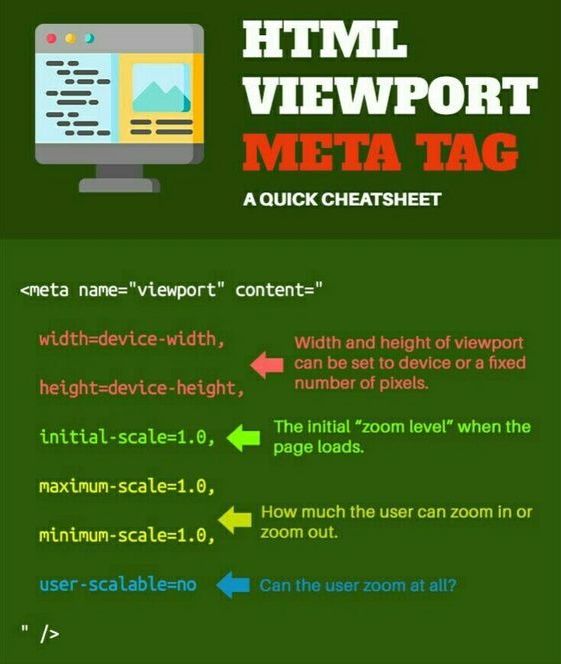 HTML
VIEWPORT
META TAG
A QUICK CHEATSHEET
<meta name="viewport" content="
width=device-width,
height=device-height,
Width and height of viewport
can be set to device or a fixed
number of pixels.
initial-scale=1.0,
The initial “zoom level” when the
page loads.
maximum-scale=1.0,
minimum-scale=1.0,
How much the user can zoom in or
zoom out.
user-scalable=no
Can the user zoom at all?
" />